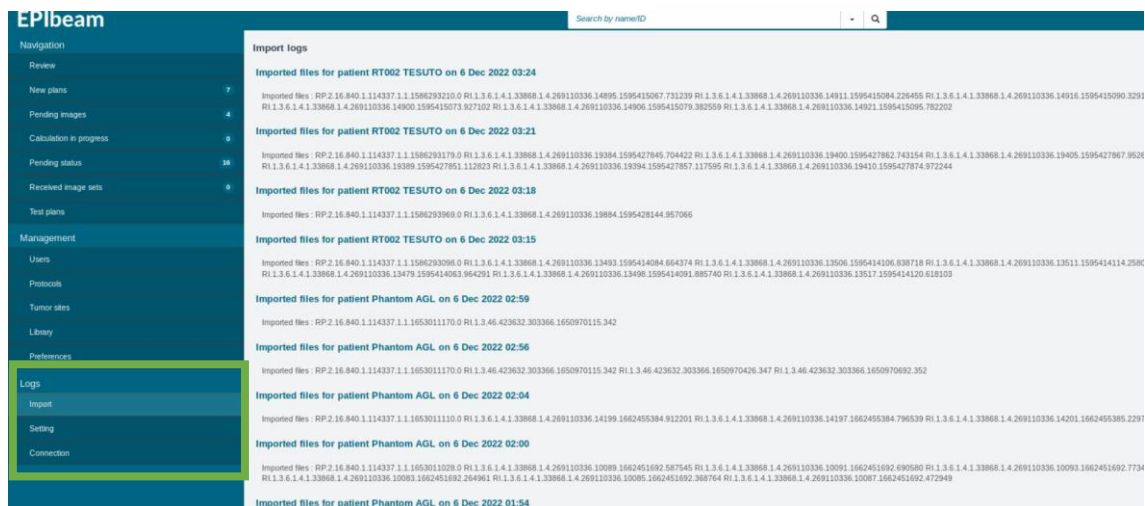 EPIbeam
Search by name/ID
Navigation
Review
New plans 7
Pending images 4
Calculation in progress 0
Pending status 16
Received image sets 0
Test plans
Management
Users
Protocols
Tumor sites
Library
Preferences
Logs
Import
Setting
Connection
Import logs
Imported files for patient RT002 TESUTO on 6 Dec 2022 03:24
Imported files : RP.2.16.840.1.114337.1.1.1586293210.0 RI.1.3.6.1.4.1.33868.1.4.269110336.14895.1595415067.731239 RI.1.3.6.1.4.1.33868.1.4.269110336.14911.1595415084.226455 RI.1.3.6.1.4.1.33868.1.4.269110336.14916.1595415090.3291
RI.1.3.6.1.4.1.33868.1.4.269110336.14900.1595415073.927102 RI.1.3.6.1.4.1.33868.1.4.269110336.14906.1595415079.382559 RI.1.3.6.1.4.1.33868.1.4.269110336.14921.1595415095.782202
Imported files for patient RT002 TESUTO on 6 Dec 2022 03:21
Imported files : RP.2.16.840.1.114337.1.1.1586293179.0 RI.1.3.6.1.4.1.33868.1.4.269110336.19384.1595427845.704422 RI.1.3.6.1.4.1.33868.1.4.269110336.19400.1595427862.743154 RI.1.3.6.1.4.1.33868.1.4.269110336.19405.1595427867.9526
RI.1.3.6.1.4.1.33868.1.4.269110336.19389.1595427851.112823 RI.1.3.6.1.4.1.33868.1.4.269110336.19394.1595427857.117595 RI.1.3.6.1.4.1.33868.1.4.269110336.19410.1595427874.972244
Imported files for patient RT002 TESUTO on 6 Dec 2022 03:18
Imported files : RP.2.16.840.1.114337.1.1.1586293969.0 RI.1.3.6.1.4.1.33868.1.4.269110336.19884.1595428144.957066
Imported files for patient RT002 TESUTO on 6 Dec 2022 03:15
Imported files : RP.2.16.840.1.114337.1.1.1586293098.0 RI.1.3.6.1.4.1.33868.1.4.269110336.13493.1595414084.664374 RI.1.3.6.1.4.1.33868.1.4.269110336.13506.1595414106.838718 RI.1.3.6.1.4.1.33868.1.4.269110336.13511.1595414114.2580
RI.1.3.6.1.4.1.33868.1.4.269110336.13479.1595414063.964291 RI.1.3.6.1.4.1.33868.1.4.269110336.13498.1595414091.885740 RI.1.3.6.1.4.1.33868.1.4.269110336.13517.1595414120.618103
Imported files for patient Phantom AGL on 6 Dec 2022 02:59
Imported files : RP.2.16.840.1.114337.1.1.1653011170.0 RI.1.3.46.423632.303366.1650970115.342
Imported files for patient Phantom AGL on 6 Dec 2022 02:56
Imported files : RP.2.16.840.1.114337.1.1.1653011170.0 RI.1.3.46.423632.303366.1650970115.342 RI.1.3.46.423632.303366.1650970426.347 RI.1.3.46.423632.303366.1650970692.352
Imported files for patient Phantom AGL on 6 Dec 2022 02:04
Imported files : RP.2.16.840.1.114337.1.1.1653011110.0 RI.1.3.6.1.4.1.33868.1.4.269110336.14199.1662455384.912201 RI.1.3.6.1.4.1.33868.1.4.269110336.14197.1662455384.796539 RI.1.3.6.1.4.1.33868.1.4.269110336.14201.1662455385.2297
Imported files for patient Phantom AGL on 6 Dec 2022 02:00
Imported files : RP.2.16.840.1.114337.1.1.1653011028.0 RI.1.3.6.1.4.1.33868.1.4.269110336.10089.1662451692.587545 RI.1.3.6.1.4.1.33868.1.4.269110336.10091.1662451692.690580 RI.1.3.6.1.4.1.33868.1.4.269110336.10093.1662451692.7734
RI.1.3.6.1.4.1.33868.1.4.269110336.10083.1662451692.264961 RI.1.3.6.1.4.1.33868.1.4.269110336.10085.1662451692.368764 RI.1.3.6.1.4.1.33868.1.4.269110336.10087.1662451692.472949
Imported files for patient Phantom AGL on 6 Dec 2022 01:54